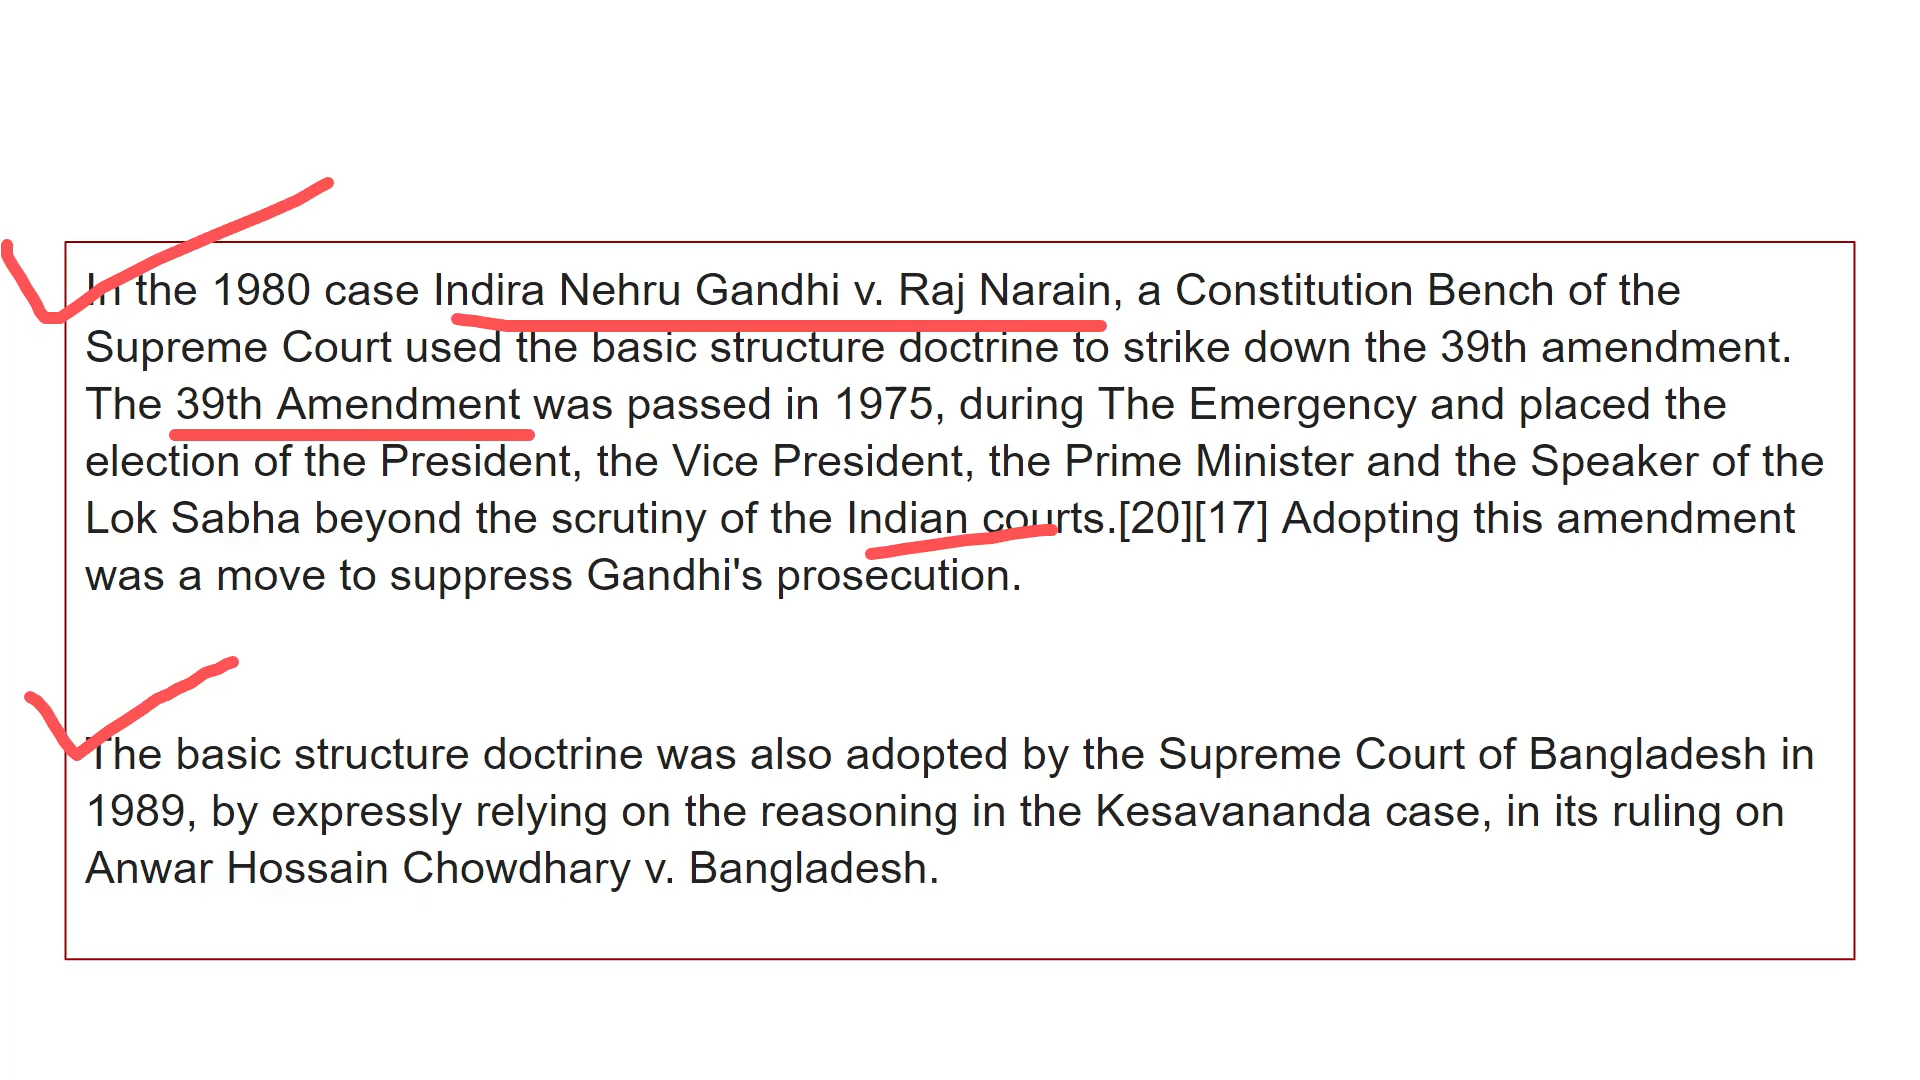 In the 1980 case Indira Nehru Gandhi v. Raj Narain, a Constitution Bench of the
Supreme Court used the basic structure doctrine to strike down the 39th amendment.
The 39th Amendment was passed in 1975, during The Emergency and placed the
election of the President, the Vice President, the Prime Minister and the Speaker of the
Lok Sabha beyond the scrutiny of the Indian courts.[20][17] Adopting this amendment
was a move to suppress Gandhi's prosecution.
The basic structure doctrine was also adopted by the Supreme Court of Bangladesh in
1989, by expressly relying on the reasoning in the Kesavananda case, in its ruling on
Anwar Hossain Chowdhary v. Bangladesh.